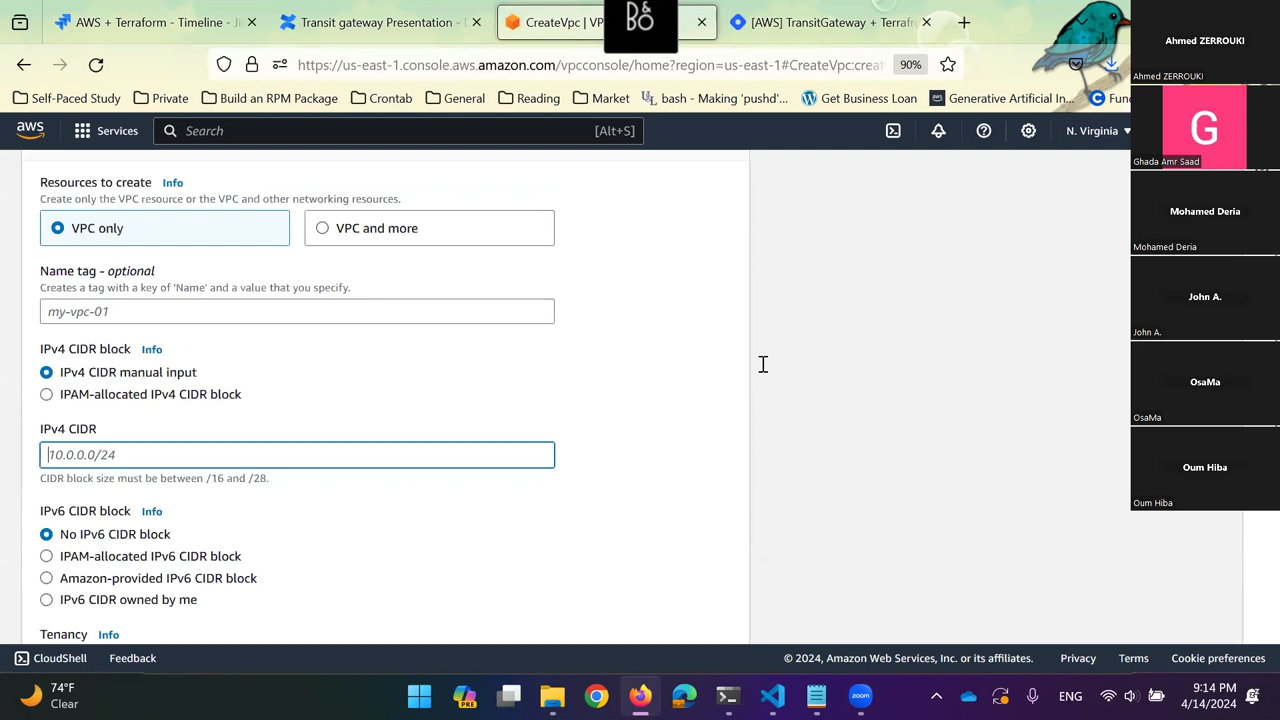 AWS + Terraform - Timeline - Ji
Transit gateway Presentation -
CreateVpc | VP
D
&BO
[AWS] TransitGateway + Terrafo
https://us-east-1.console.aws.amazon.com/vpcconsole/home?region=us-east-1#CreateVpc:creat
90%
Self-Paced Study
Private
Build an RPM Package
Crontab
General
Reading
Market
bash - Making 'pushd'...
Get Business Loan
Generative Artificial In...
Fun
aws
Services
Search
[Alt+S]
N. Virginia
Resources to create Info
Create only the VPC resource or the VPC and other networking resources.
VPC only
VPC and more
Name tag - optional
Creates a tag with a key of 'Name' and a value that you specify.
my-vpc-01
IPv4 CIDR block Info
IPv4 CIDR manual input
IPAM-allocated IPv4 CIDR block
IPv4 CIDR
10.0.0.0/24
CIDR block size must be between /16 and /28.
IPv6 CIDR block Info
No IPv6 CIDR block
IPAM-allocated IPv6 CIDR block
Amazon-provided IPv6 CIDR block
IPv6 CIDR owned by me
Tenancy Info
Ahmed ZERROUKI
Ahmed ZERROUKI
G
Ghada Amr Saad
Mohamed Deria
Mohamed Deria
John A.
John A.
OsaMa
OsaMa
Oum Hiba
Oum Hiba
CloudShell
Feedback
© 2024, Amazon Web Services, Inc. or its affiliates.
Privacy
Terms
Cookie preferences
74°F
Clear
PRE
zoom
ENG
9:14 PM
4/14/2024